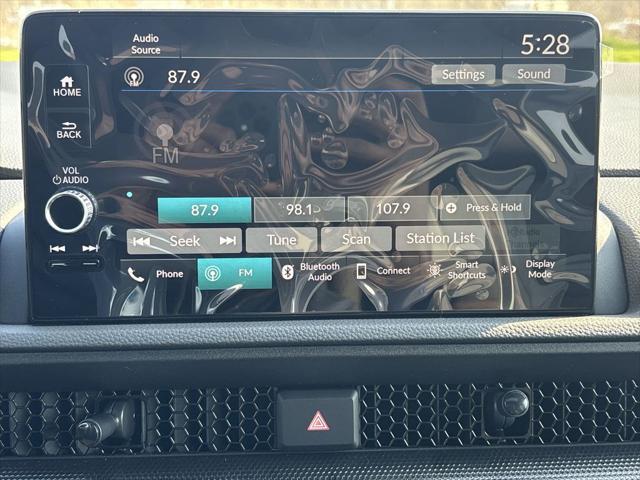 Audio
Source
5:28
87.9
Settings
Sound
HOME
BACK
FM
VOL
AUDIO
87.9
98.1
107.9
Press & Hold
Seek
Tune
Scan
Station List
Phone
FM
Bluetooth
Audio
Connect
Smart
Shortcuts
Display
Mode